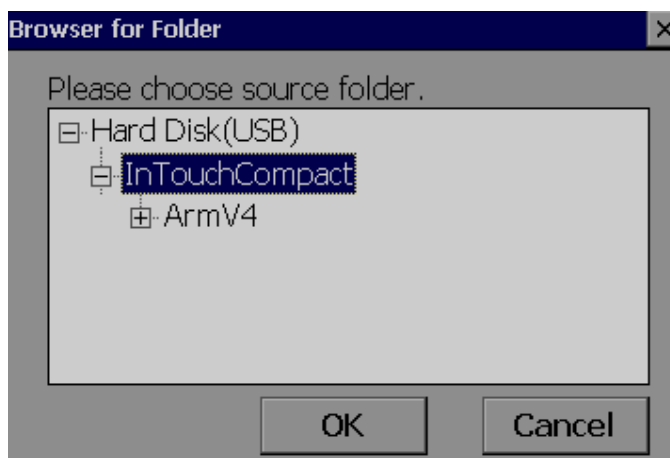 Browser for Folder
Please choose source folder.
Hard Disk(USB)
InTouchCompact
ArmV4
OK Cancel